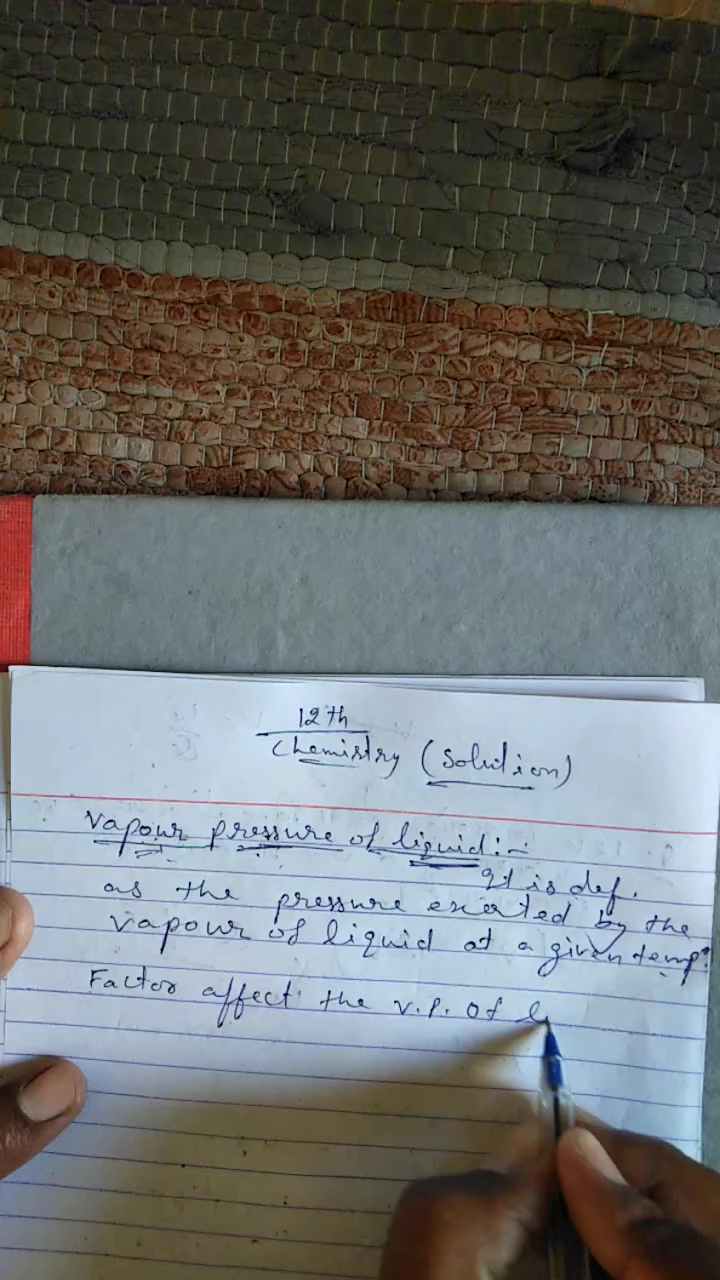 12th
Chemistry (Solution)
Vapour pressure of liquid:-
It is def.
as the pressure exerted by the
vapour of liquid at a given temp.
Factor affect the v.p. of l